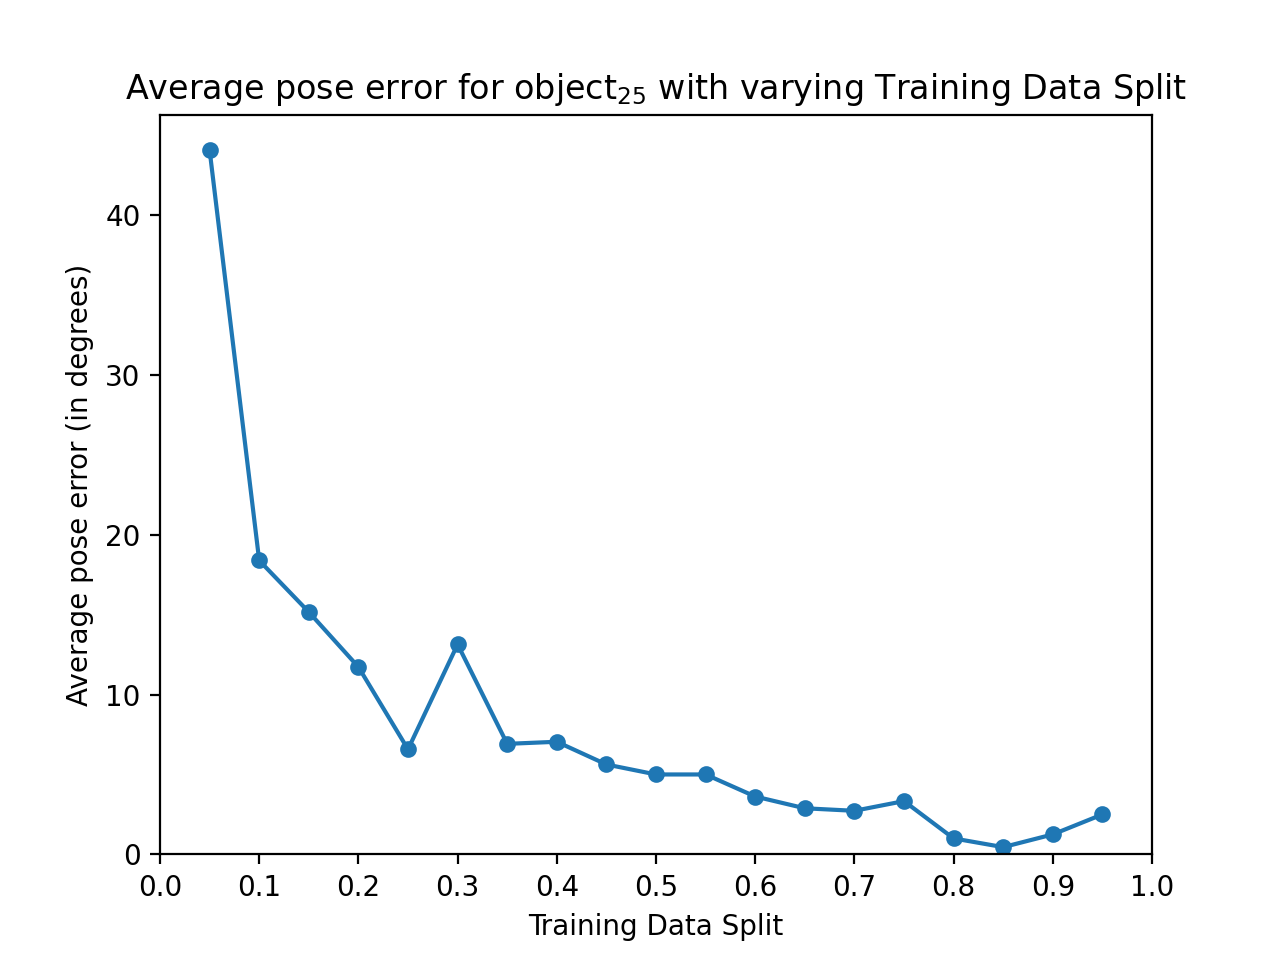 Average pose error for object₂₅ with varying Training Data Split
Average pose error (in degrees)
40
30
20
10
0
0.0 0.1 0.2 0.3 0.4 0.5 0.6 0.7 0.8 0.9 1.0
Training Data Split